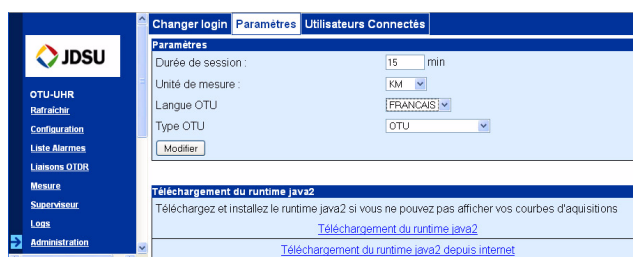 JDSU
OTU-UHR
Rafraîchir
Configuration
Liste Alarmes
Liaisons OTDR
Mesure
Superviseur
Logs
Administration
Changer login Paramètres Utilisateurs Connectés
Paramètres
Durée de session : 15 min
Unité de mesure : KM
Langue OTU FRANCAIS
Type OTU OTU
Modifier
Téléchargement du runtime java2
Téléchargez et installez le runtime java2 si vous ne pouvez pas afficher vos courbes d'aquisitions
Téléchargement du runtime java2
Téléchargement du runtime java2 depuis internet